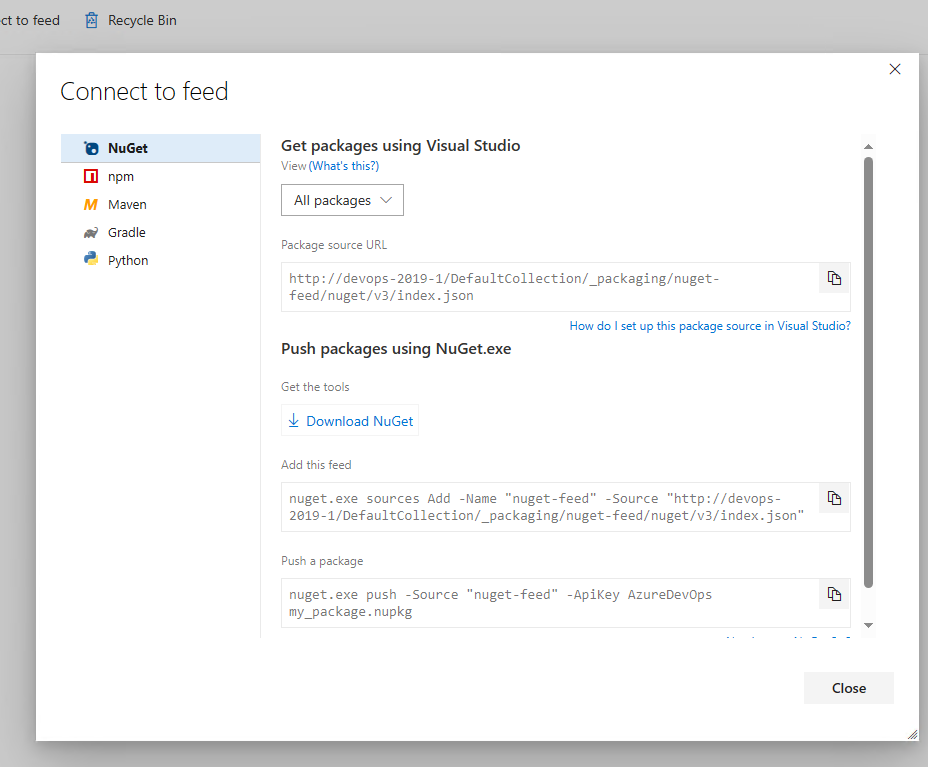 ct to feed
Recycle Bin
Connect to feed
NuGet
npm
Maven
Gradle
Python
Get packages using Visual Studio
View (What's this?)
All packages
Package source URL
http://devops-2019-1/DefaultCollection/_packaging/nuget-
feed/nuget/v3/index.json
How do I set up this package source in Visual Studio?
Push packages using NuGet.exe
Get the tools
Download NuGet
Add this feed
nuget.exe sources Add -Name "nuget-feed" -Source "http://devops-
2019-1/DefaultCollection/_packaging/nuget-feed/nuget/v3/index.json"
Push a package
nuget.exe push -Source "nuget-feed" -ApiKey AzureDevOps
my_package.nupkg
Close